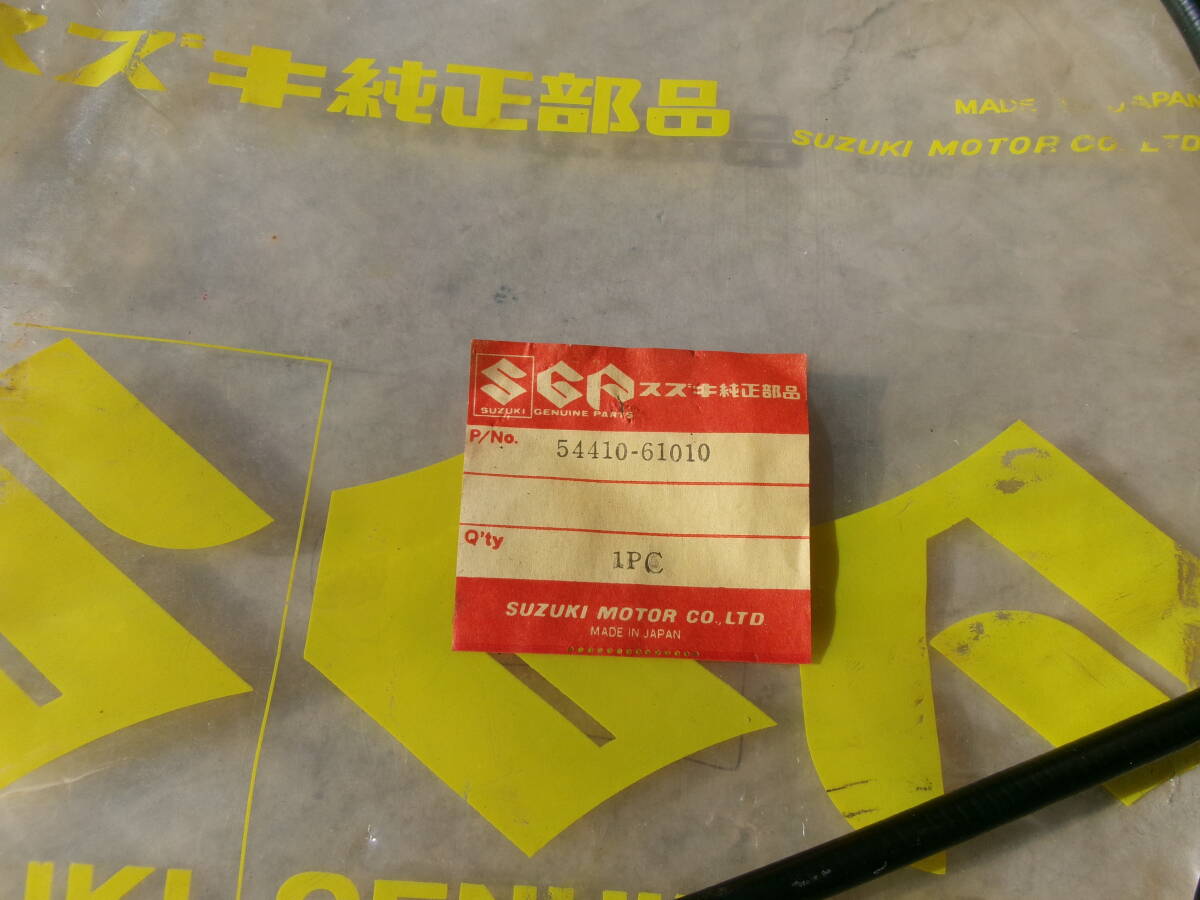 スズキ純正部品
MADE JAPAN
SUZUKI MOTOR CO. LTD
SGP スズキ純正部品
SUZUKI GENUINE PARTS
P/No. 54410-61010
Q'ty 1PC
SUZUKI MOTOR CO., LTD.
MADE IN JAPAN